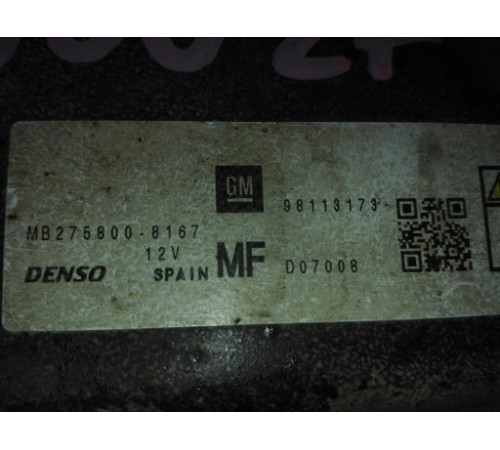 GM
98113173
MB275800-8167
12V
DENSO SPAIN MF D07008